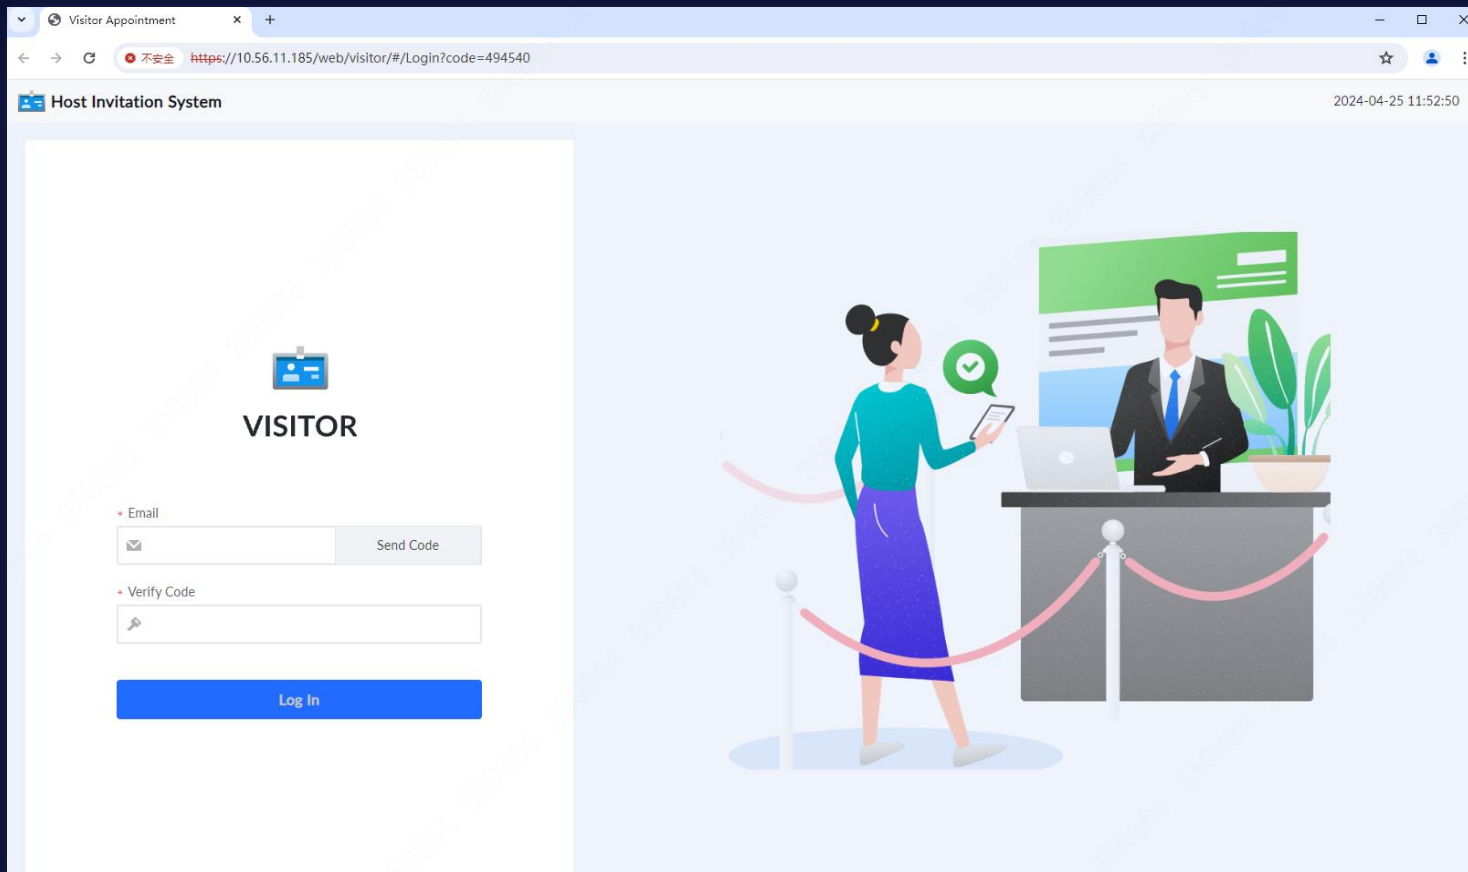 Visitor Appointment
不安全
https://10.56.11.185/web/visitor/#/Login?code=494540
Host Invitation System
2024-04-25 11:52:50
VISITOR
* Email
Send Code
* Verify Code
Log In